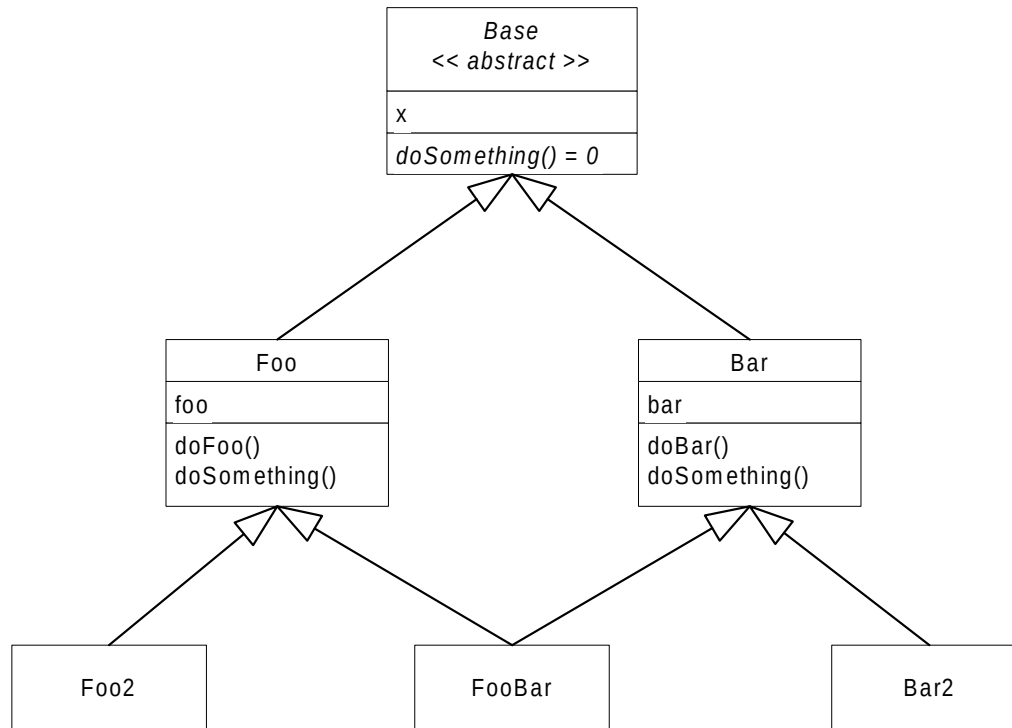 Base
<< abstract >>
x
doSomething() = 0
Foo
foo
doFoo()
doSomething()
Bar
bar
doBar()
doSomething()
Foo2
FooBar
Bar2